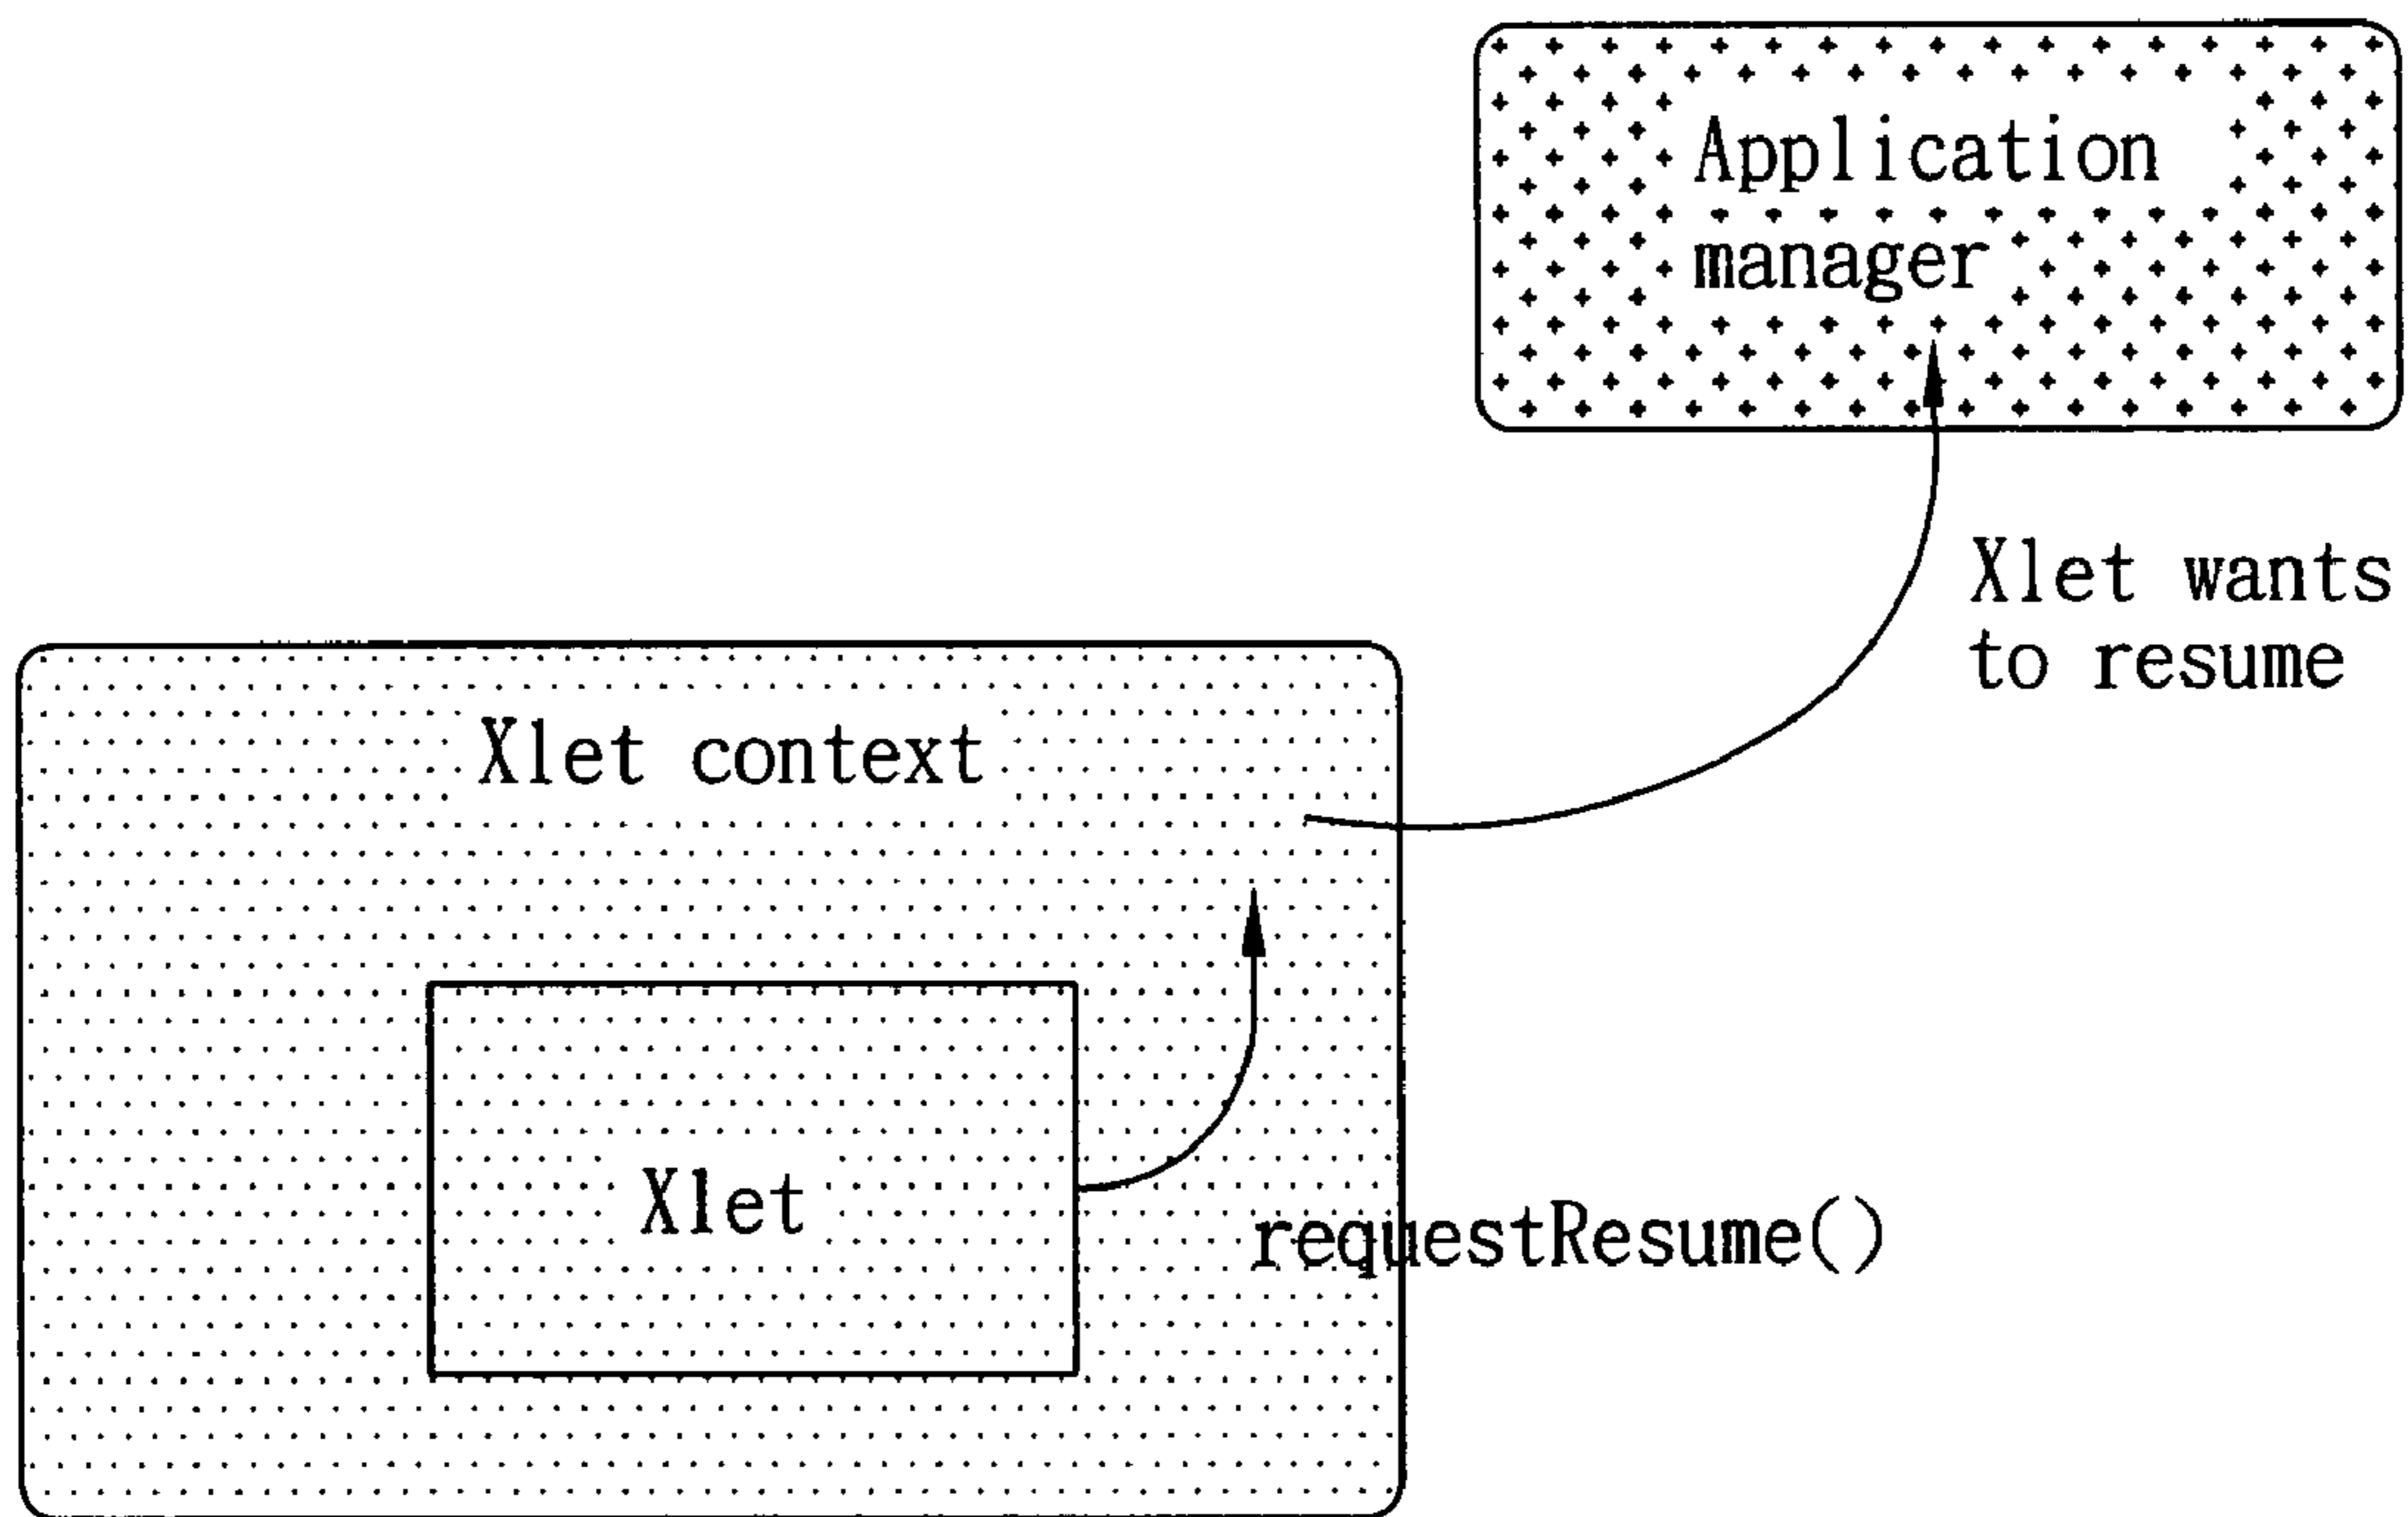 Application
manager
Xlet wants
to resume
Xlet context
Xlet
requestResume()